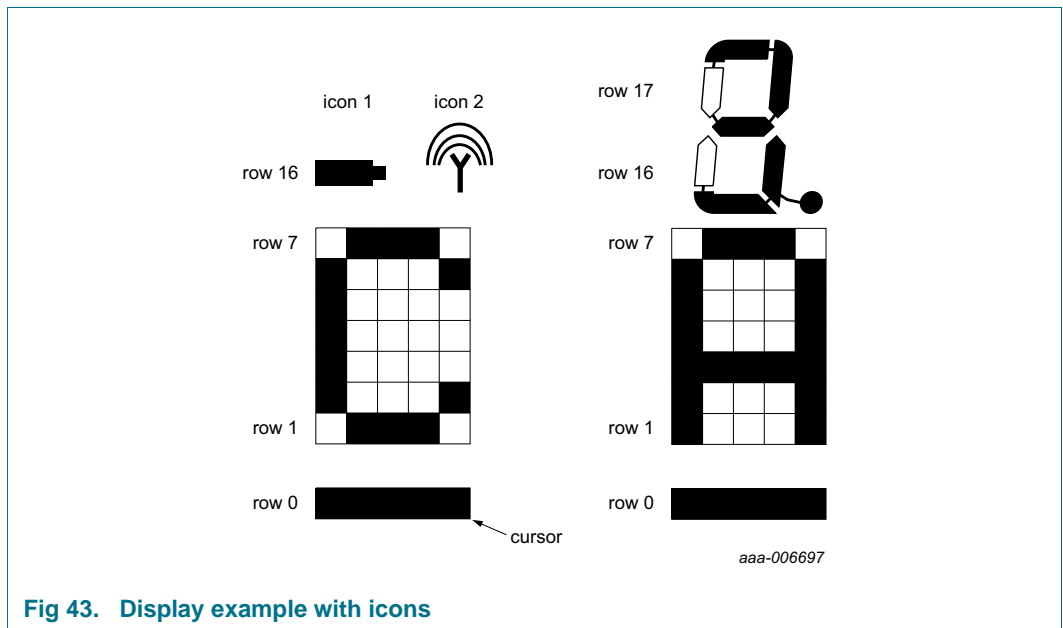 icon 1 icon 2
row 17
row 16 row 16
row 7 row 7
row 1 row 1
row 0 row 0
cursor
aaa-006697
Fig 43. Display example with icons